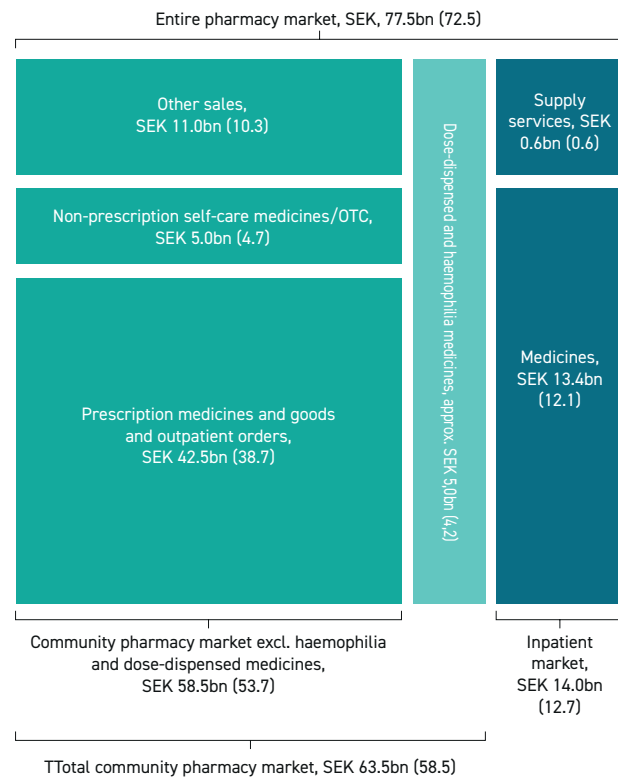 Entire pharmacy market, SEK, 77.5bn (72.5)
Other sales,
SEK 11.0bn (10.3)
Non-prescription self-care medicines/OTC,
SEK 5.0bn (4.7)
Prescription medicines and goods
and outpatient orders,
SEK 42.5bn (38.7)
Dose-dispensed and haemophilia medicines, approx. SEK 5,0bn (4,2)
Supply
services, SEK
0.6bn (0.6)
Medicines,
SEK 13.4bn
(12.1)
Community pharmacy market excl. haemophilia
and dose-dispensed medicines,
SEK 58.5bn (53.7)
Inpatient
market,
SEK 14.0bn
(12.7)
TTotal community pharmacy market, SEK 63.5bn (58.5)